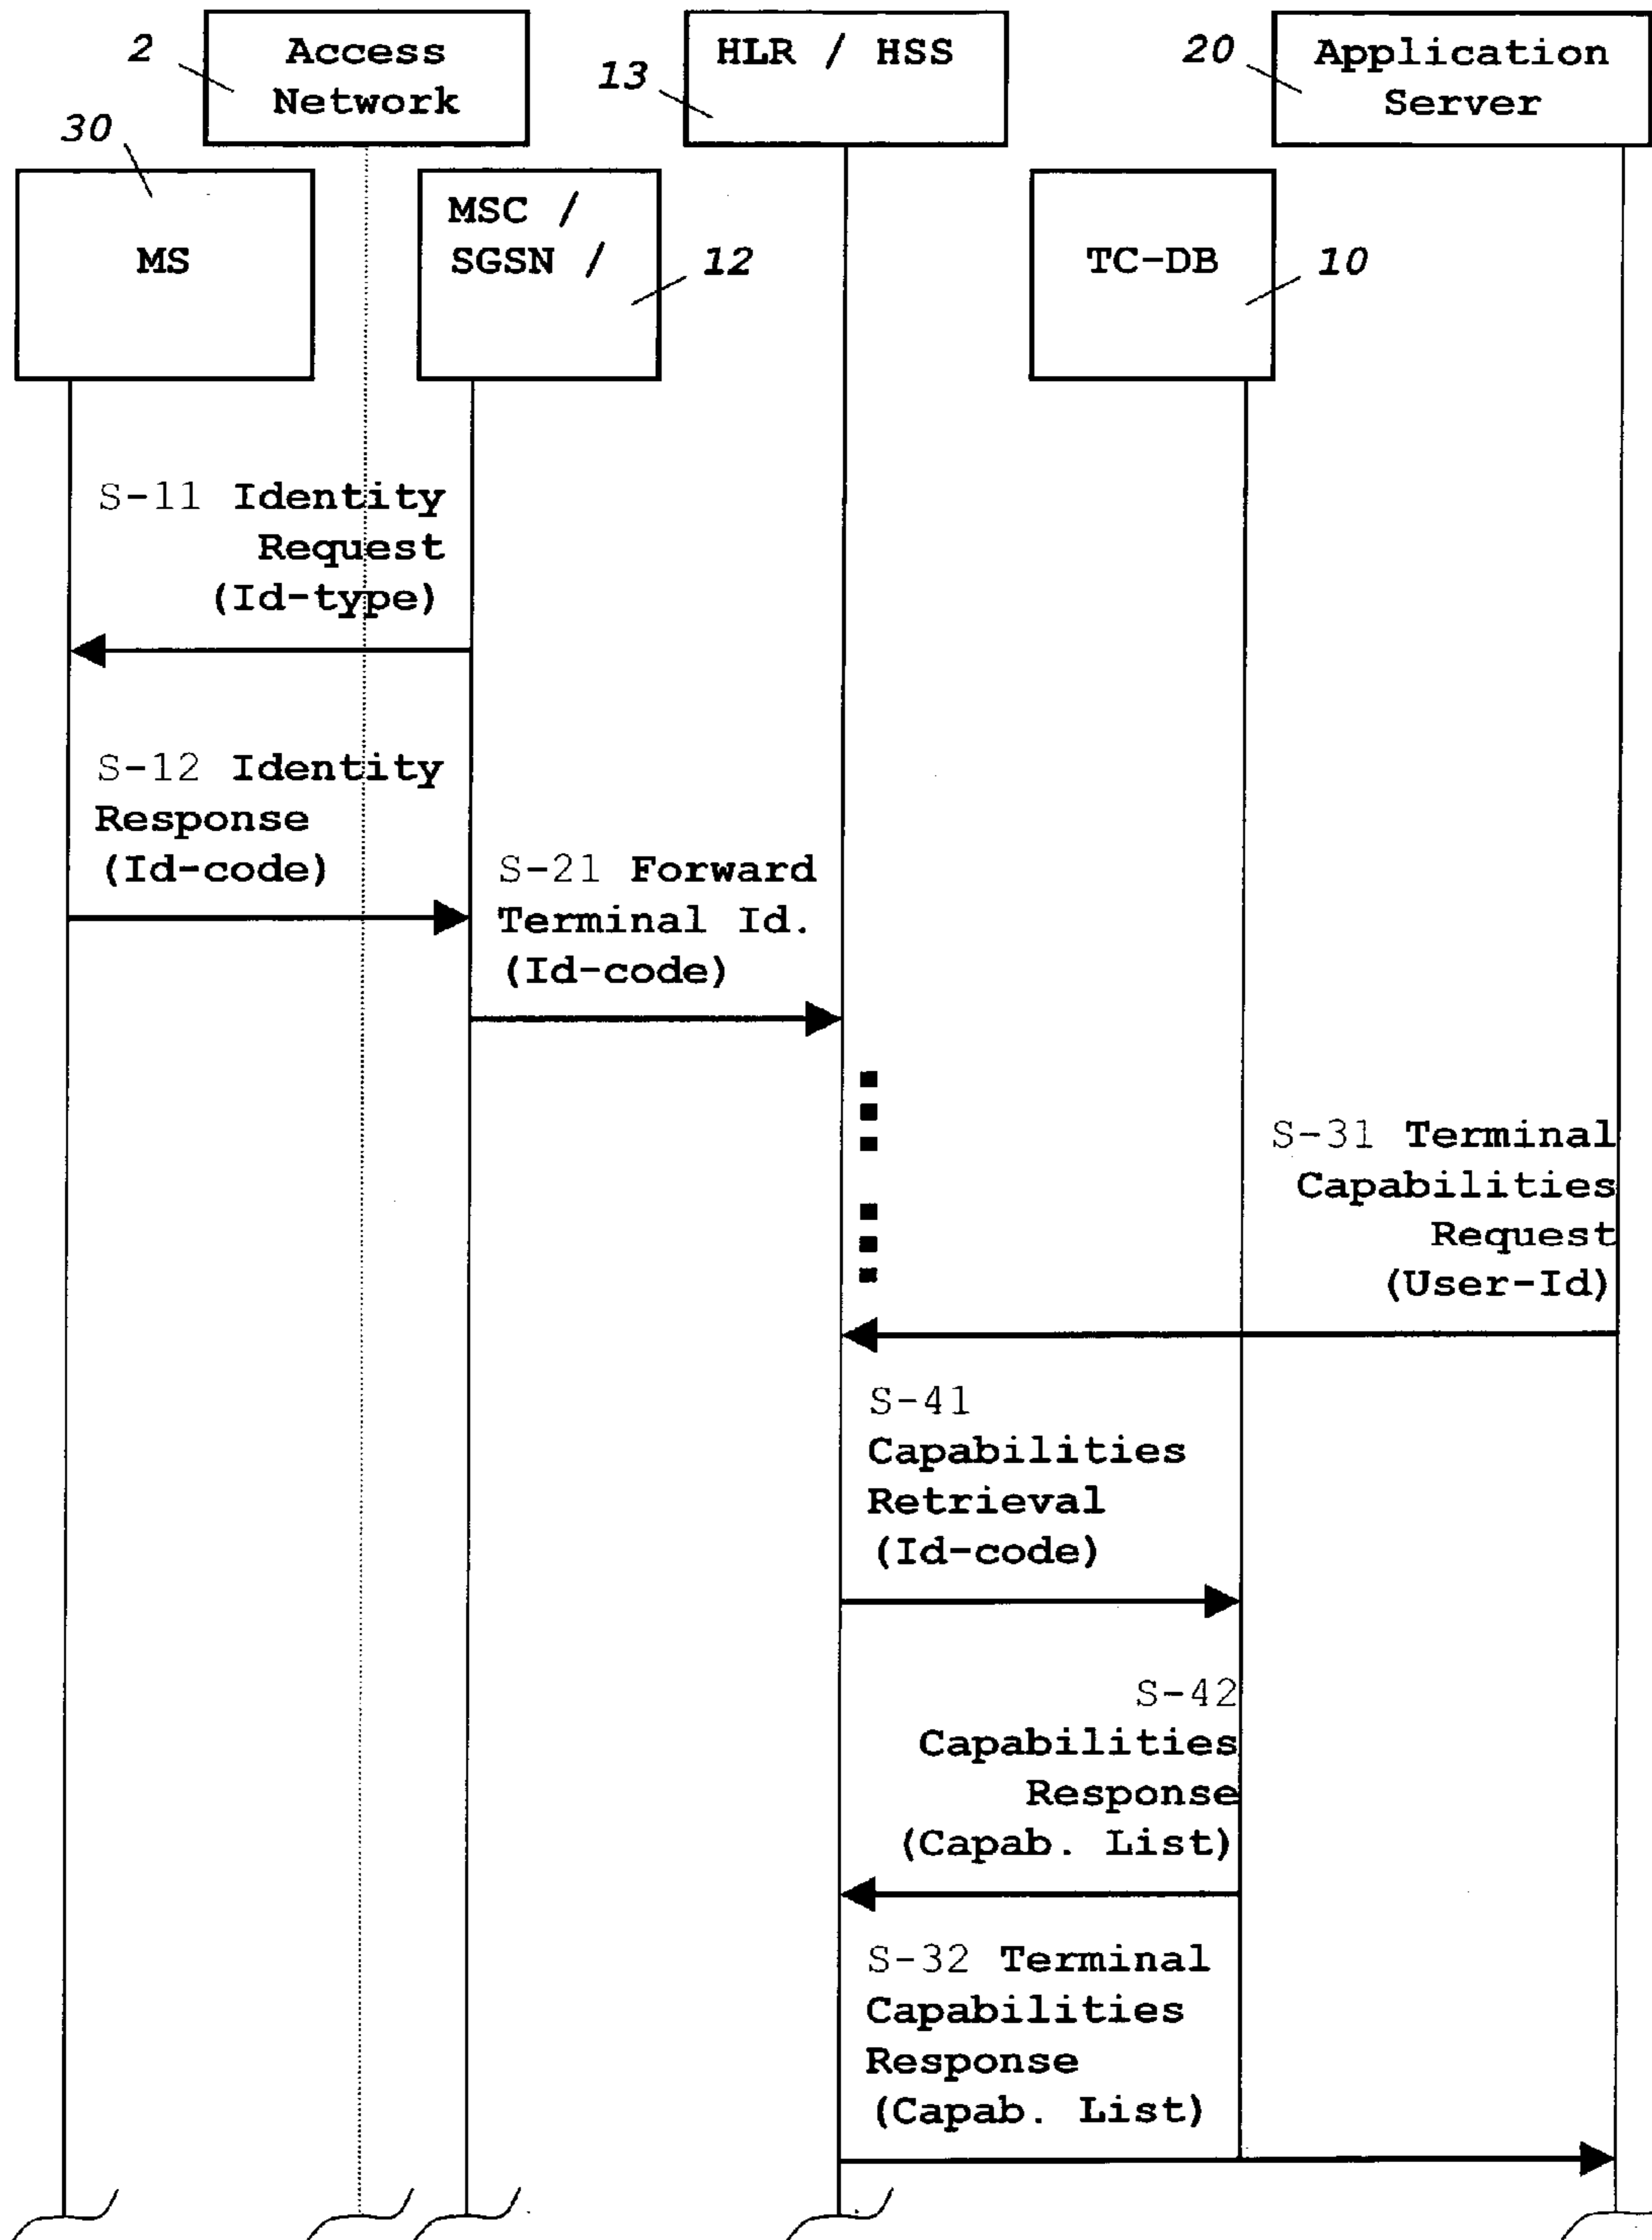 2
Access
Network
13
HLR / HSS
20
Application
Server
30
MS
MSC /
SGSN /
12
TC-DB
10
S-11 Identity
Request
(Id-type)
S-12 Identity
Response
(Id-code)
S-21 Forward
Terminal Id.
(Id-code)
S-31 Terminal
Capabilities
Request
(User-Id)
S-41
Capabilities
Retrieval
(Id-code)
S-42
Capabilities
Response
(Capab. List)
S-32 Terminal
Capabilities
Response
(Capab. List)